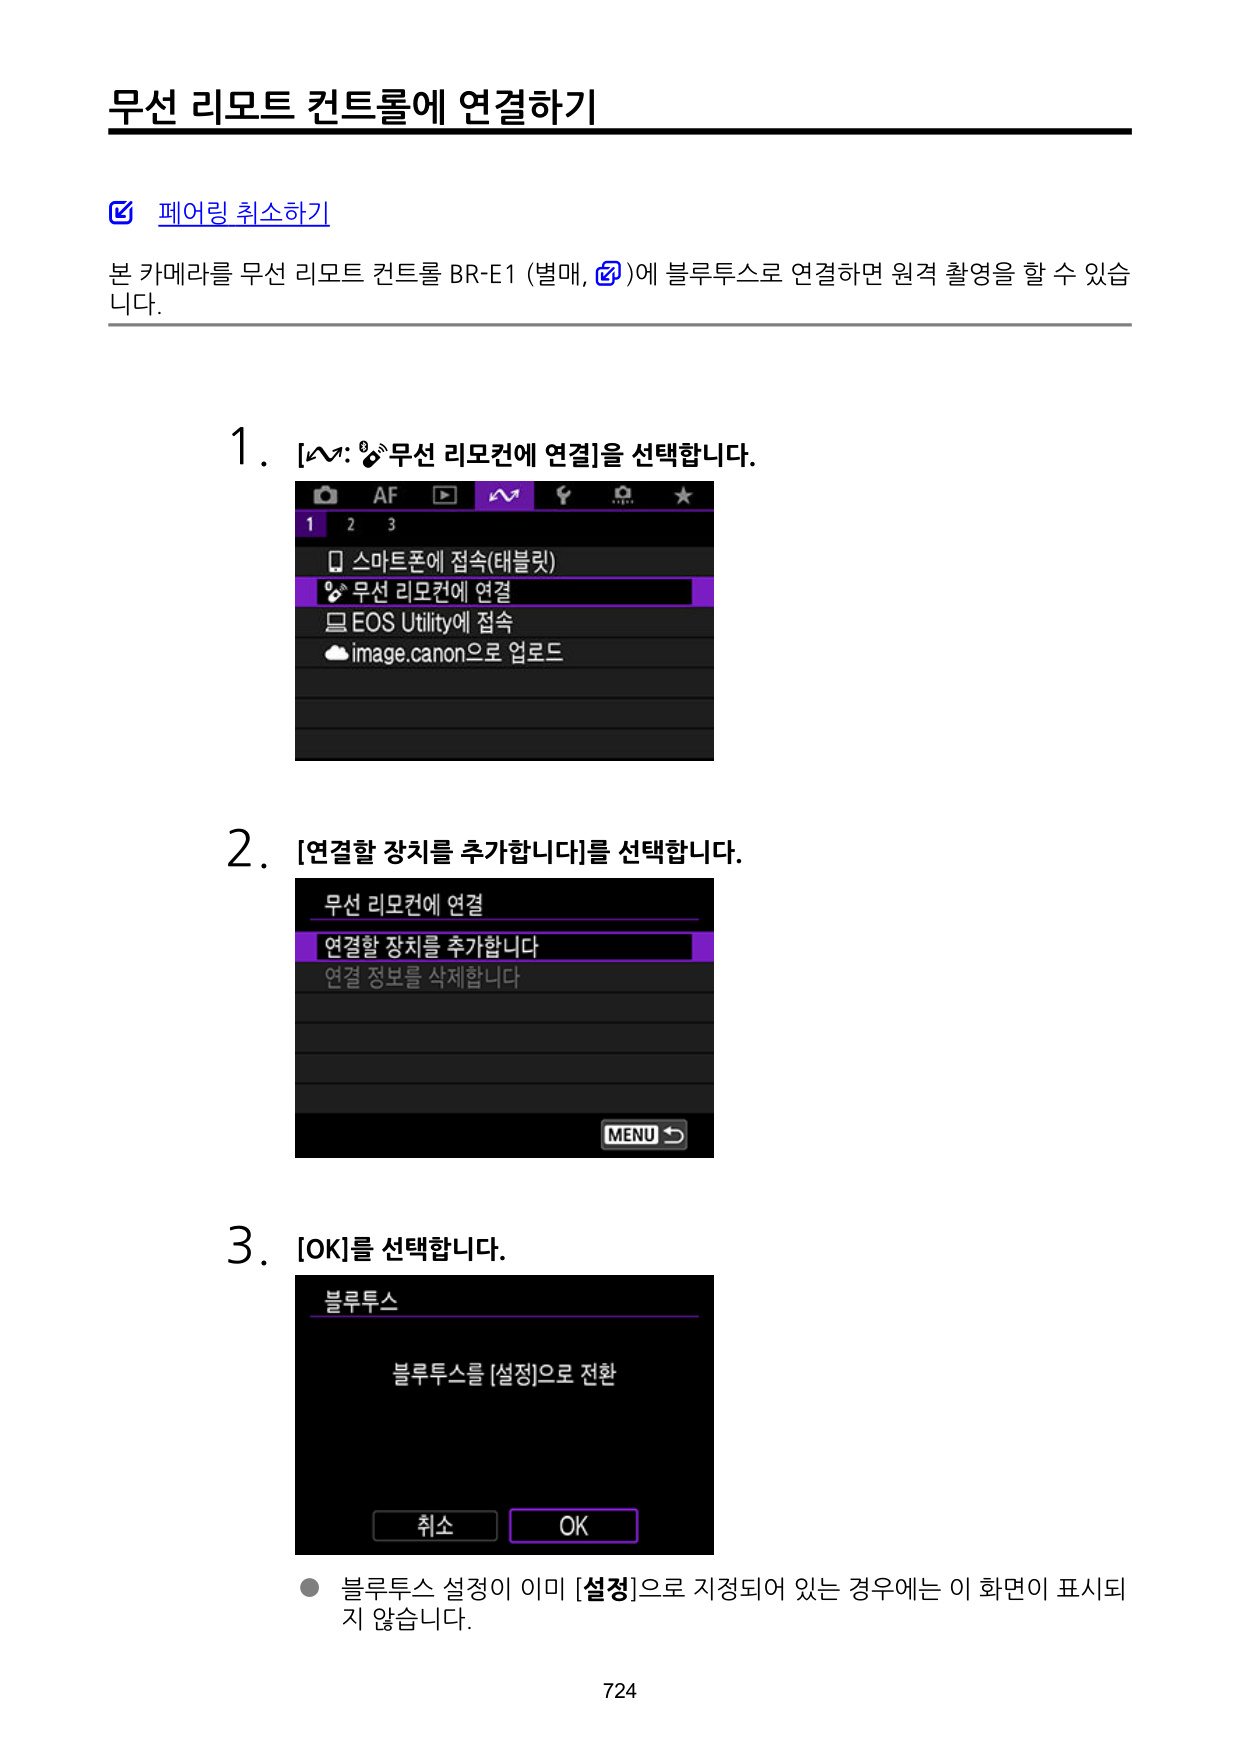 무선 리모트 컨트롤에 연결하기
페어링 취소하기
본 카메라를 무선 리모트 컨트롤 BR-E1 (별매, )에 블루투스로 연결하면 원격 촬영을 할 수 있습
니다.
1. [: 무선 리모컨에 연결]을 선택합니다.
AF
1 2 3
스마트폰에 접속(태블릿)
무선 리모컨에 연결
EOS Utility에 접속
image.canon으로 업로드
2. [연결할 장치를 추가합니다]를 선택합니다.
무선 리모컨에 연결
연결할 장치를 추가합니다
연결 정보를 삭제합니다
MENU
3. [OK]를 선택합니다.
블루투스
블루투스를 [설정]으로 전환
취소 OK
● 블루투스 설정이 이미 [설정]으로 지정되어 있는 경우에는 이 화면이 표시되
지 않습니다.
724